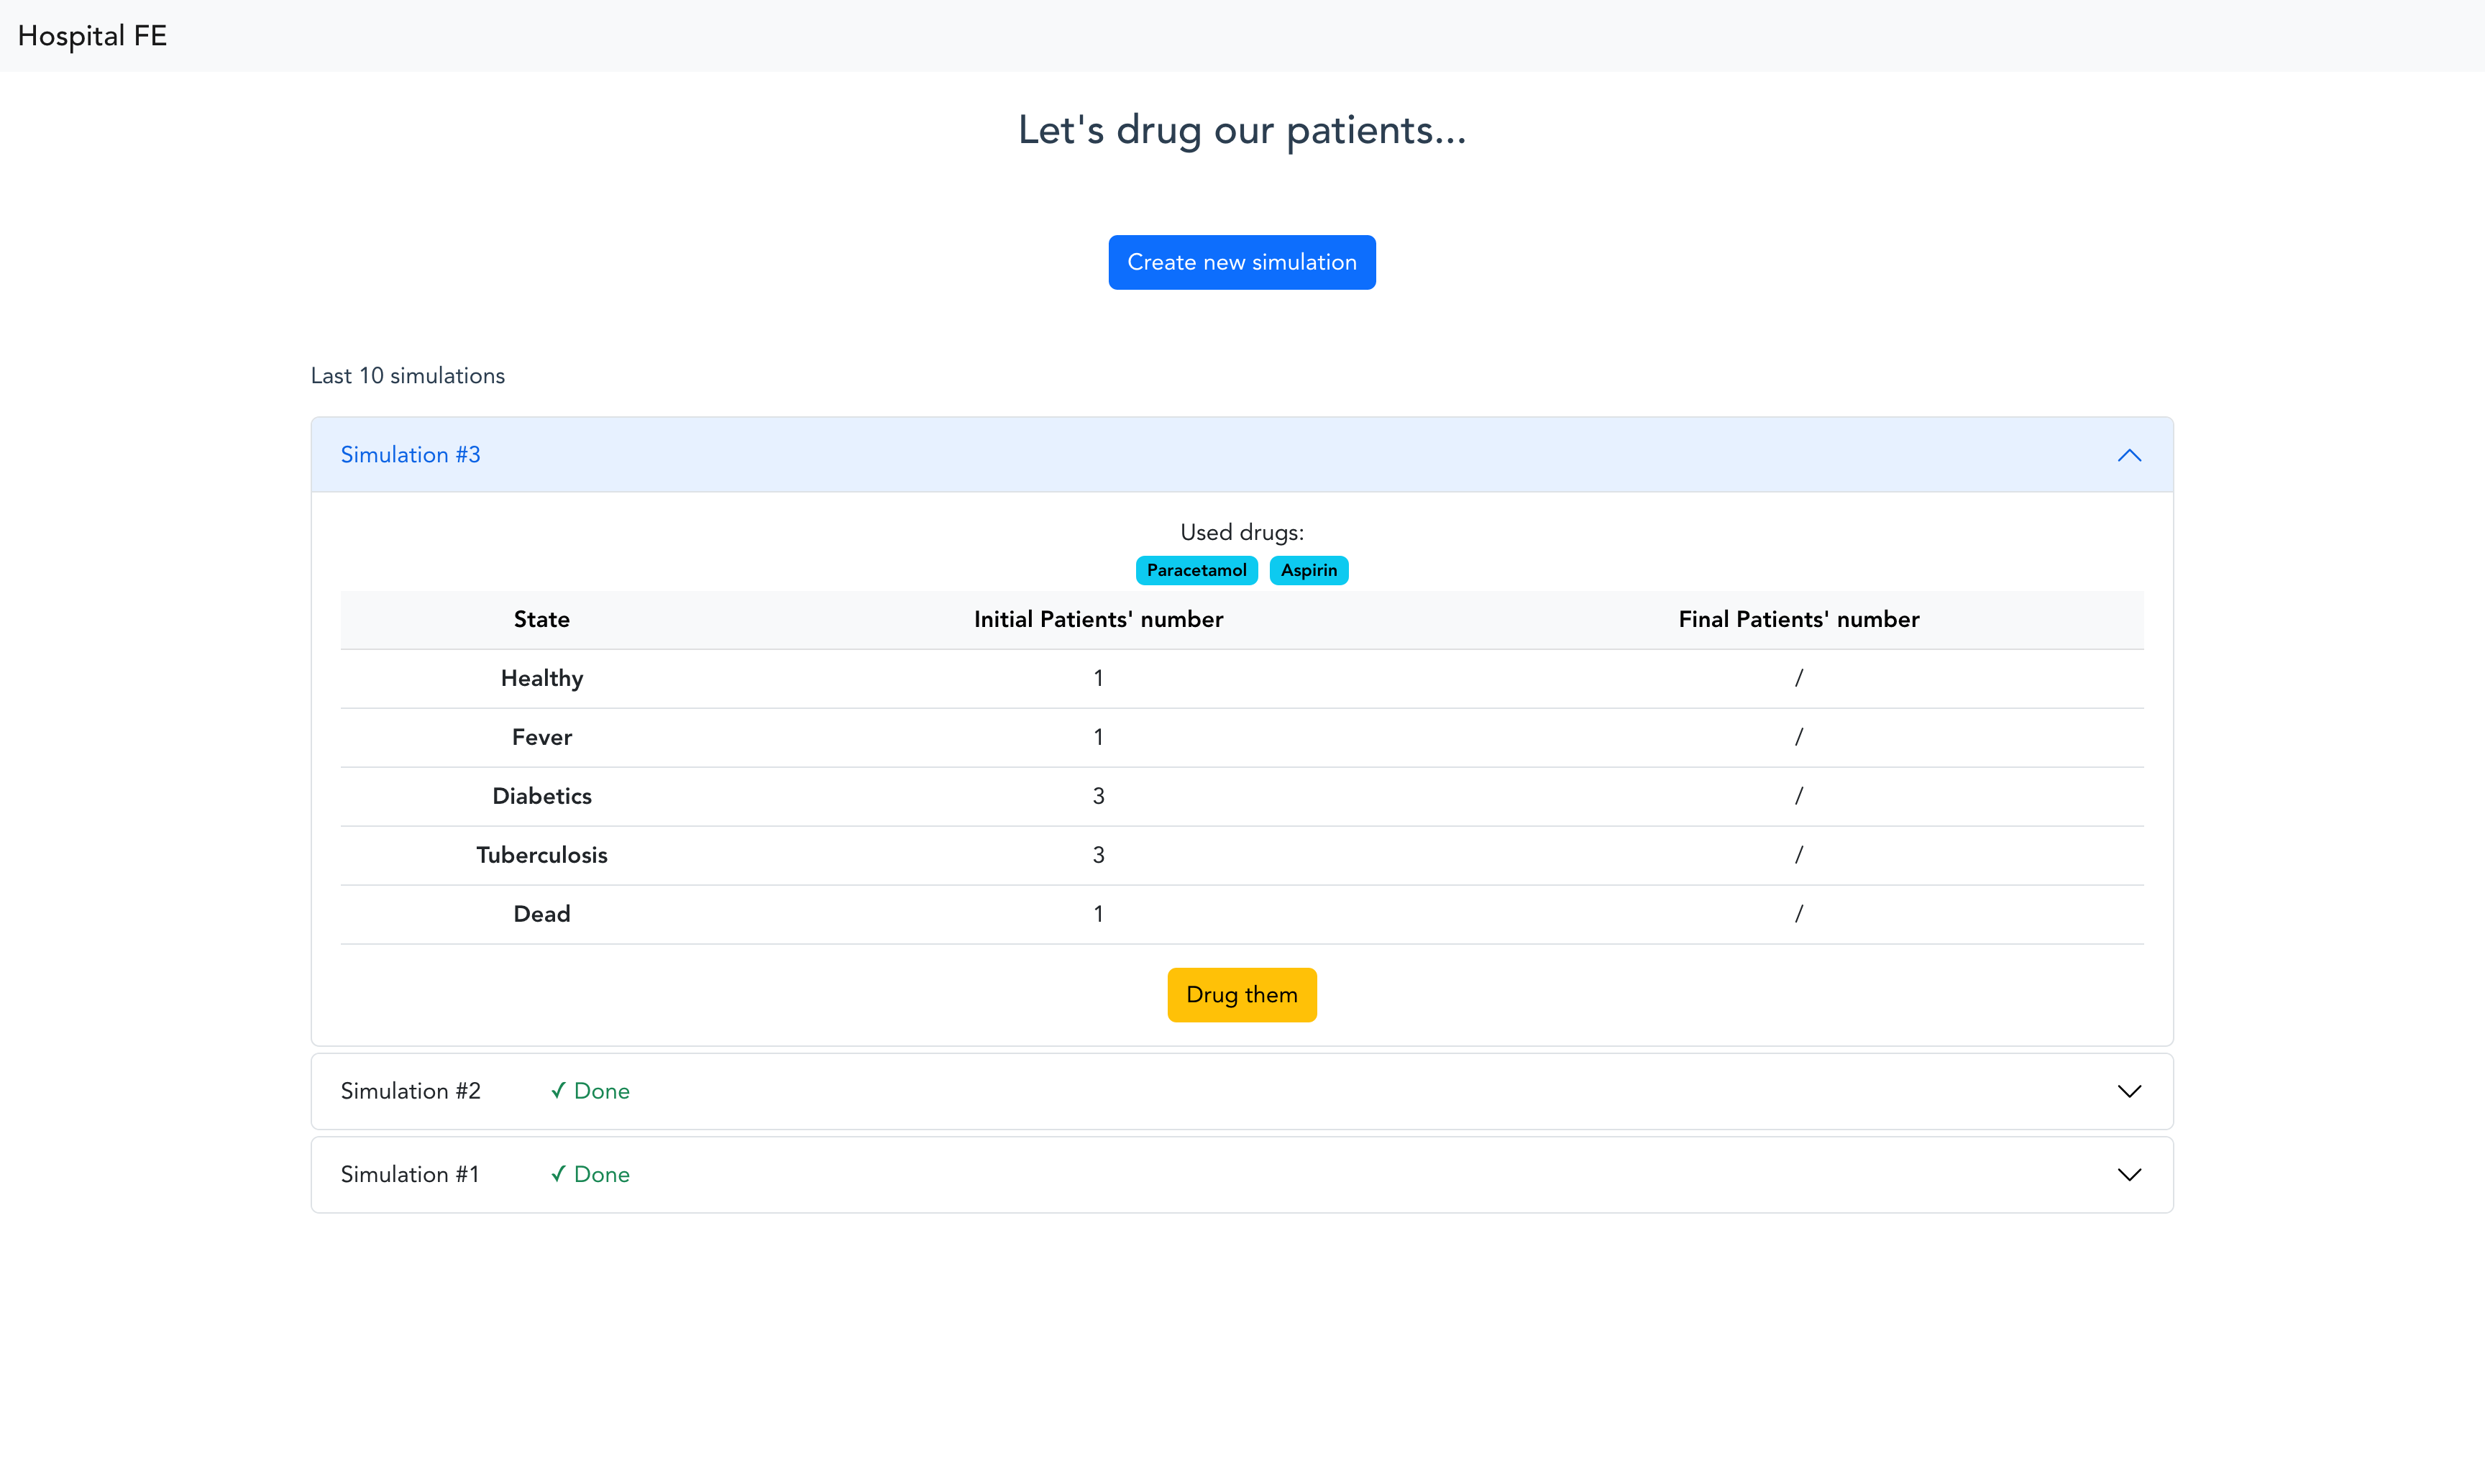 Hospital FE
Let's drug our patients...
Create new simulation
Last 10 simulations
Simulation #3
Used drugs:
Paracetamol Aspirin
State Initial Patients' number Final Patients' number
Healthy 1 /
Fever 1 /
Diabetics 3 /
Tuberculosis 3 /
Dead 1 /
Drug them
Simulation #2 ✓ Done
Simulation #1 ✓ Done